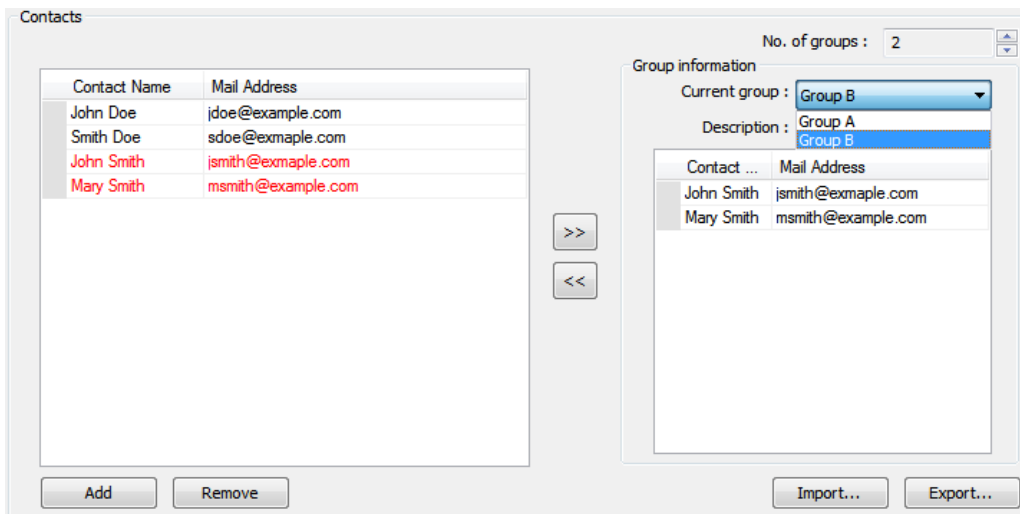 Contacts
No. of groups : 2
Contact Name Mail Address
John Doe jdoe@example.com
Smith Doe sdoe@exmaple.com
John Smith jsmith@exmaple.com
Mary Smith msmith@example.com
>>
<<
Group information
Current group : Group B
Description : Group A
Group B
Contact ... Mail Address
John Smith jsmith@exmaple.com
Mary Smith msmith@example.com
Add Remove Import... Export...